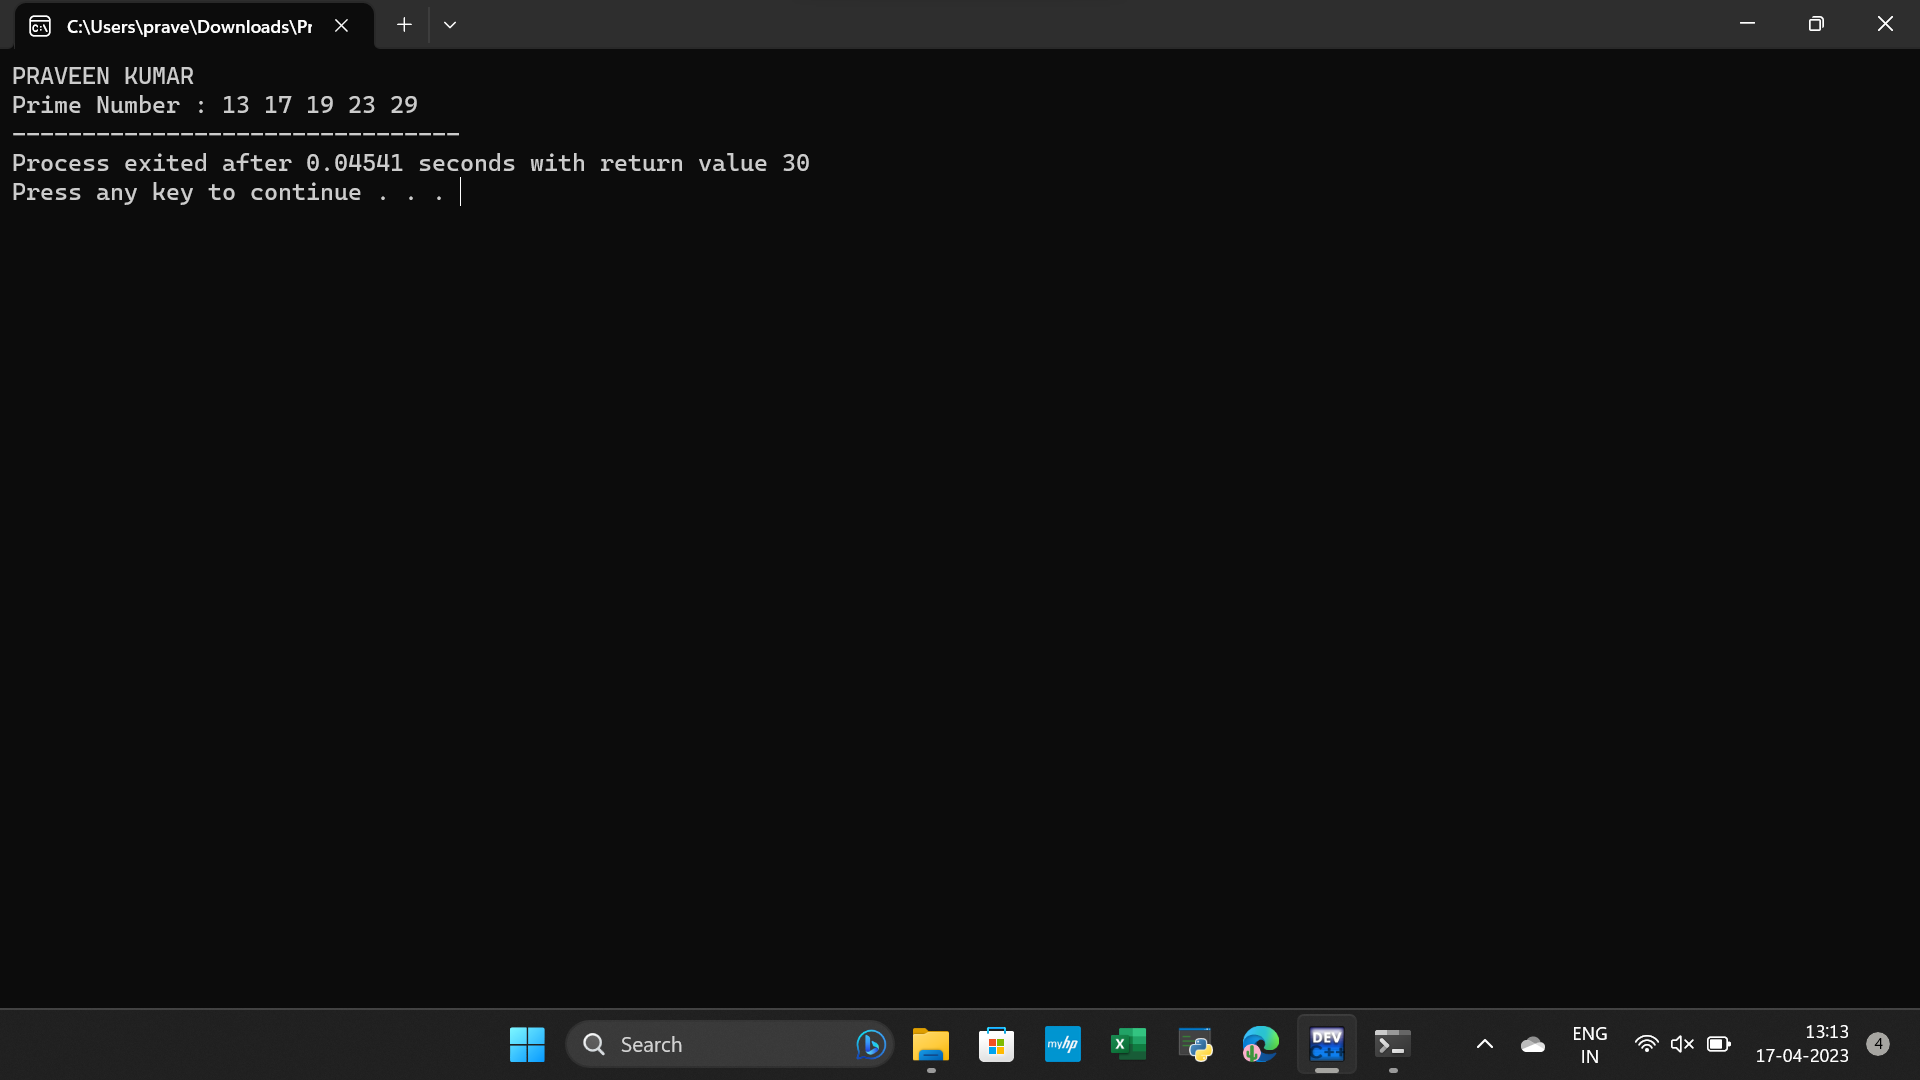 C:\Users\prave\Downloads\Pr
PRAVEEN KUMAR
Prime Number : 13 17 19 23 29
--------------------------------
Process exited after 0.04541 seconds with return value 30
Press any key to continue . . .
Search
myhp
X
DEV
C++
ENG
IN
13:13
17-04-2023
4